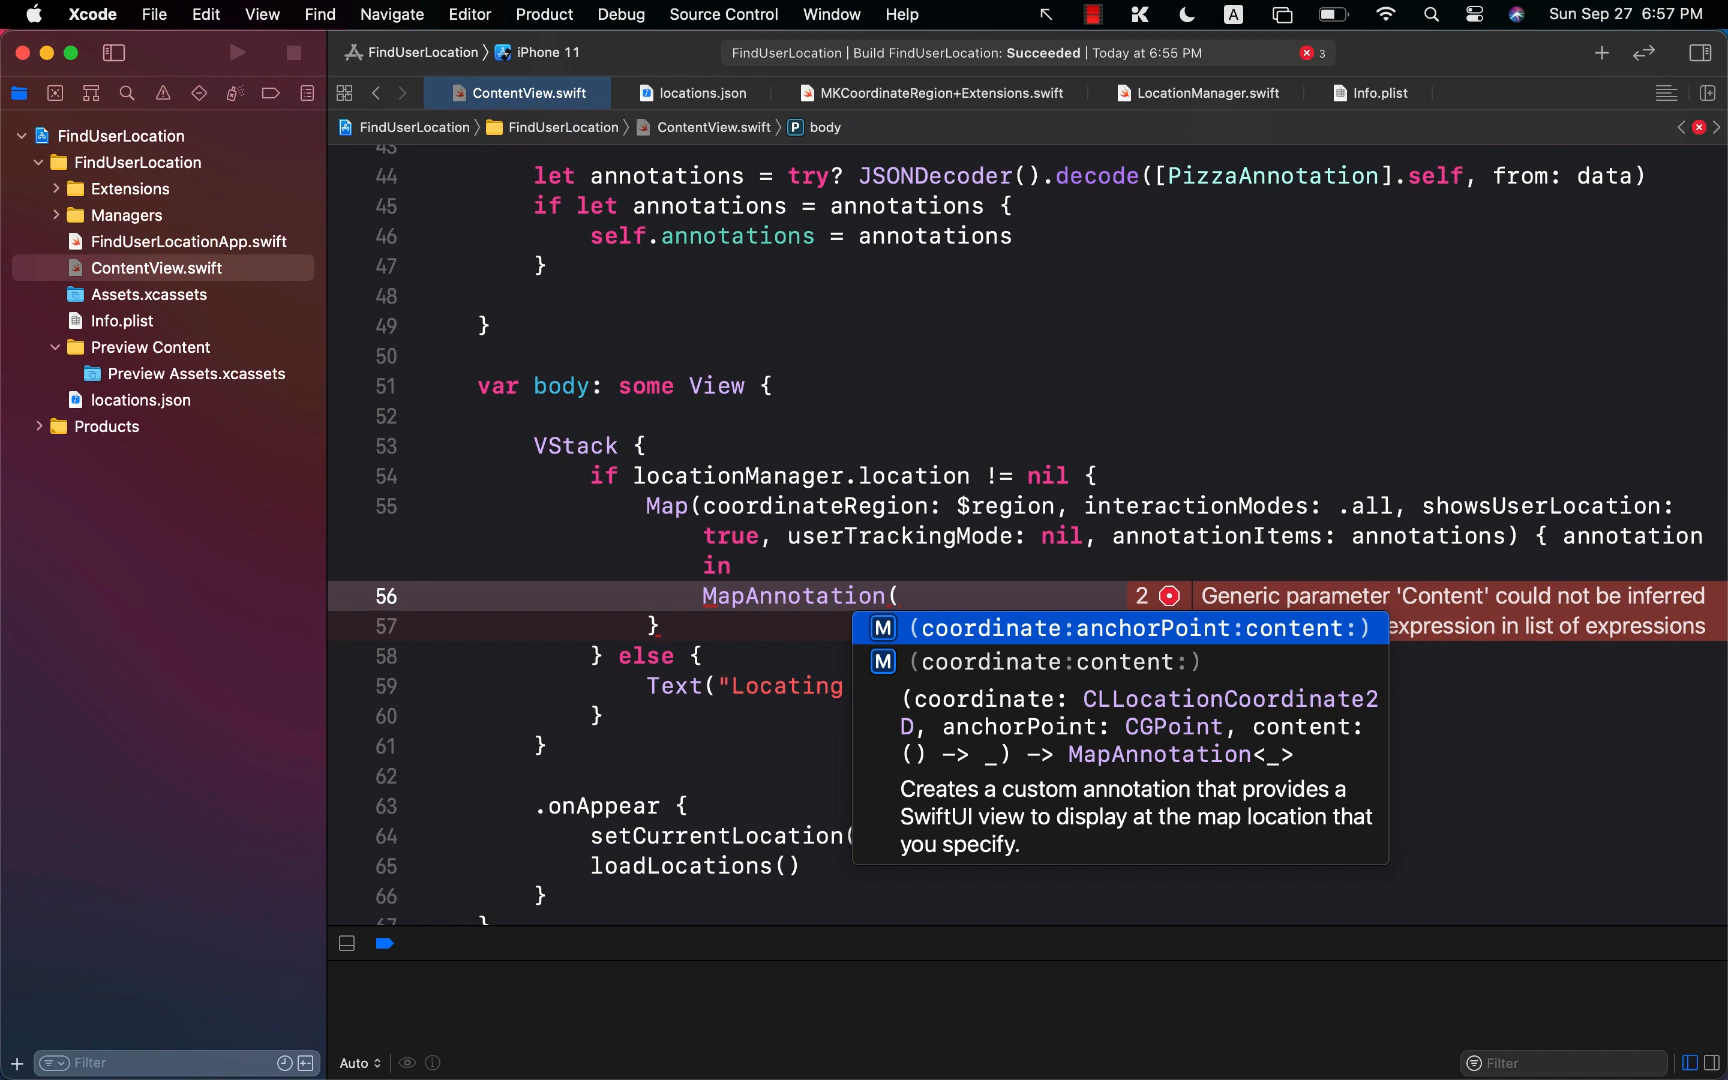 Xcode File Edit View Find Navigate Editor Product Debug Source Control Window Help A Sun Sep 27 6:57 PM
FindUserLocation iPhone 11 FindUserLocation | Build FindUserLocation: Succeeded | Today at 6:55 PM 3
ContentView.swift locations.json MKCoordinateRegion+Extensions.swift LocationManager.swift Info.plist
FindUserLocation FindUserLocation ContentView.swift P body
FindUserLocation
FindUserLocation
Extensions
Managers
FindUserLocationApp.swift
ContentView.swift
Assets.xcassets
Info.plist
Preview Content
Preview Assets.xcassets
locations.json
Products
43
44 let annotations = try? JSONDecoder().decode([PizzaAnnotation].self, from: data)
45 if let annotations = annotations {
46 self.annotations = annotations
47 }
48
49 }
50
51 var body: some View {
52
53 VStack {
54 if locationManager.location != nil {
55 Map(coordinateRegion: $region, interactionModes: .all, showsUserLocation:
true, userTrackingMode: nil, annotationItems: annotations) { annotation
in
56 MapAnnotation( 2 Generic parameter 'Content' could not be inferred
57 } expression in list of expressions
58 } else {
59 Text("Locating
60 }
61 }
62
63 .onAppear {
64 setCurrentLocation(
65 loadLocations()
66 }
67 }
M (coordinate:anchorPoint:content:)
M (coordinate:content:)
(coordinate: CLLocationCoordinate2
D, anchorPoint: CGPoint, content:
() -> _) -> MapAnnotation<_>
Creates a custom annotation that provides a
SwiftUI view to display at the map location that
you specify.
Filter Auto Filter